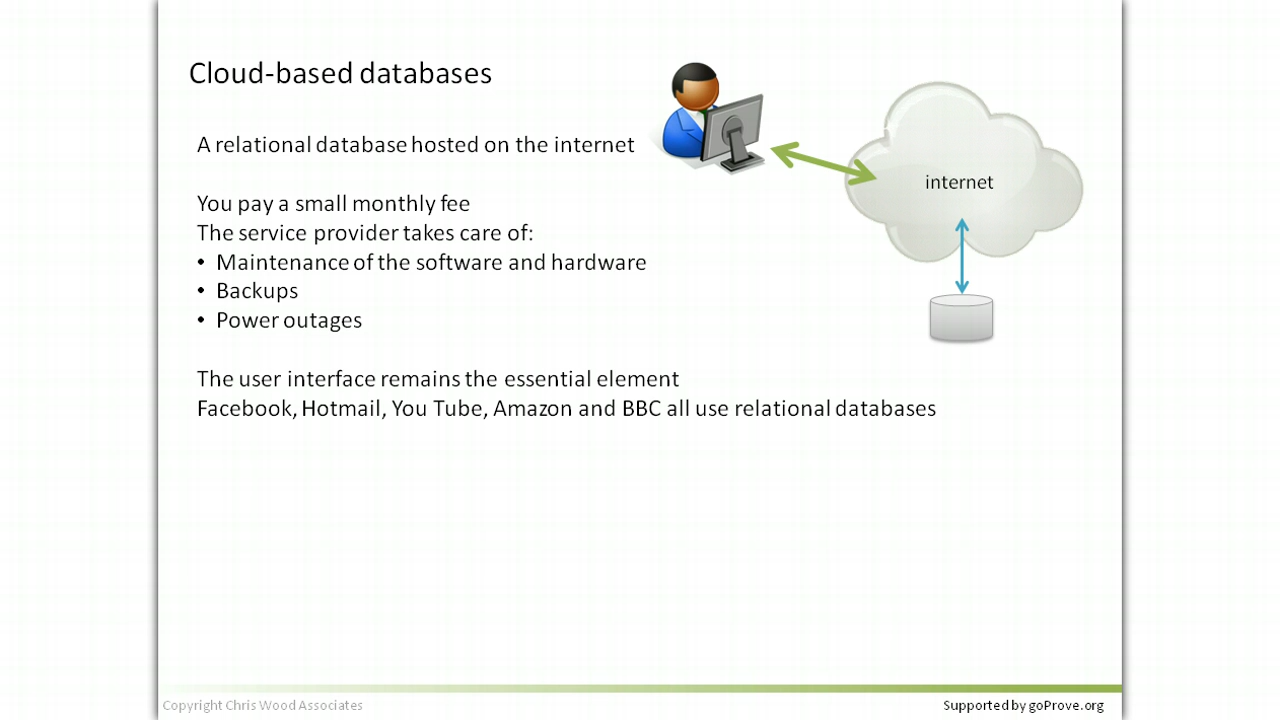 Cloud-based databases
A relational database hosted on the internet
internet
You pay a small monthly fee
The service provider takes care of:
• Maintenance of the software and hardware
• Backups
• Power outages
The user interface remains the essential element
Facebook, Hotmail, You Tube, Amazon and BBC all use relational databases
Copyright Chris Wood Associates
Supported by goProve.org